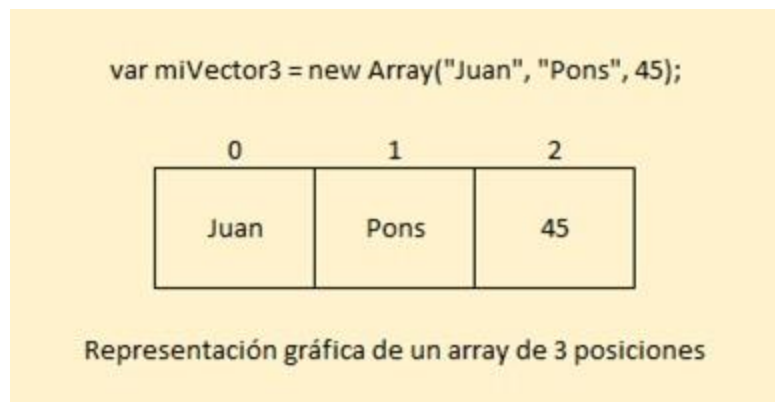 var miVector3 = new Array("Juan", "Pons", 45);
0 1 2
Juan Pons 45
Representación gráfica de un array de 3 posiciones